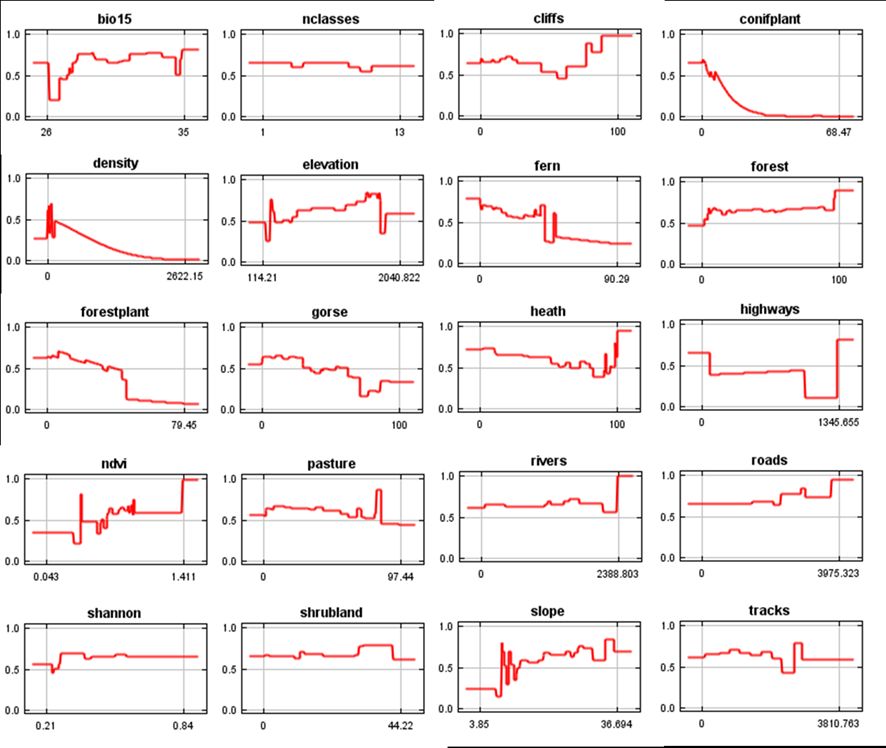 bio15 nclasses cliffs conifplant
1.0 1.0 1.0 1.0
0.5 0.5 0.5 0.5
0.0 0.0 0.0 0.0
26 35 1 13 0 100 0 68.47
density elevation fern forest
1.0 1.0 1.0 1.0
0.5 0.5 0.5 0.5
0.0 0.0 0.0 0.0
0 2622.15 114.21 2040.822 0 90.29 0 100
forestplant gorse heath highways
1.0 1.0 1.0 1.0
0.5 0.5 0.5 0.5
0.0 0.0 0.0 0.0
0 79.45 0 100 0 100 0 1345.655
ndvi pasture rivers roads
1.0 1.0 1.0 1.0
0.5 0.5 0.5 0.5
0.0 0.0 0.0 0.0
0.043 1.411 0 97.44 0 2388.803 0 3975.323
shannon shrubland slope tracks
1.0 1.0 1.0 1.0
0.5 0.5 0.5 0.5
0.0 0.0 0.0 0.0
0.21 0.84 0 44.22 3.85 36.694 0 3810.763